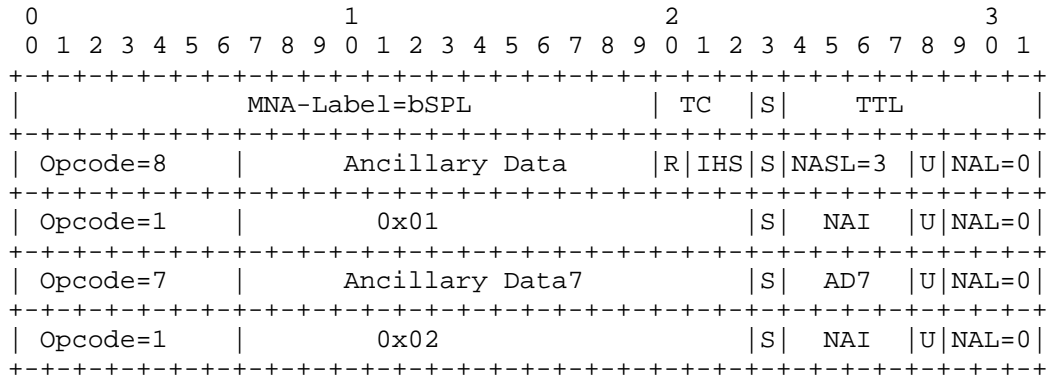 0                   1                   2                   3
 0 1 2 3 4 5 6 7 8 9 0 1 2 3 4 5 6 7 8 9 0 1 2 3 4 5 6 7 8 9 0 1
+-+-+-+-+-+-+-+-+-+-+-+-+-+-+-+-+-+-+-+-+-+-+-+-+-+-+-+-+-+-+-+-+
|              MNA-Label=bSPL           | TC  |S|    TTL        |
+-+-+-+-+-+-+-+-+-+-+-+-+-+-+-+-+-+-+-+-+-+-+-+-+-+-+-+-+-+-+-+-+
| Opcode=8    |      Ancillary Data     |R|IHS|S|NASL=3 |U|NAL=0|
+-+-+-+-+-+-+-+-+-+-+-+-+-+-+-+-+-+-+-+-+-+-+-+-+-+-+-+-+-+-+-+-+
| Opcode=1    |        0x01                   |S|  NAI  |U|NAL=0|
+-+-+-+-+-+-+-+-+-+-+-+-+-+-+-+-+-+-+-+-+-+-+-+-+-+-+-+-+-+-+-+-+
| Opcode=7    |      Ancillary Data7          |S|  AD7  |U|NAL=0|
+-+-+-+-+-+-+-+-+-+-+-+-+-+-+-+-+-+-+-+-+-+-+-+-+-+-+-+-+-+-+-+-+
| Opcode=1    |        0x02                   |S|  NAI  |U|NAL=0|
+-+-+-+-+-+-+-+-+-+-+-+-+-+-+-+-+-+-+-+-+-+-+-+-+-+-+-+-+-+-+-+-+